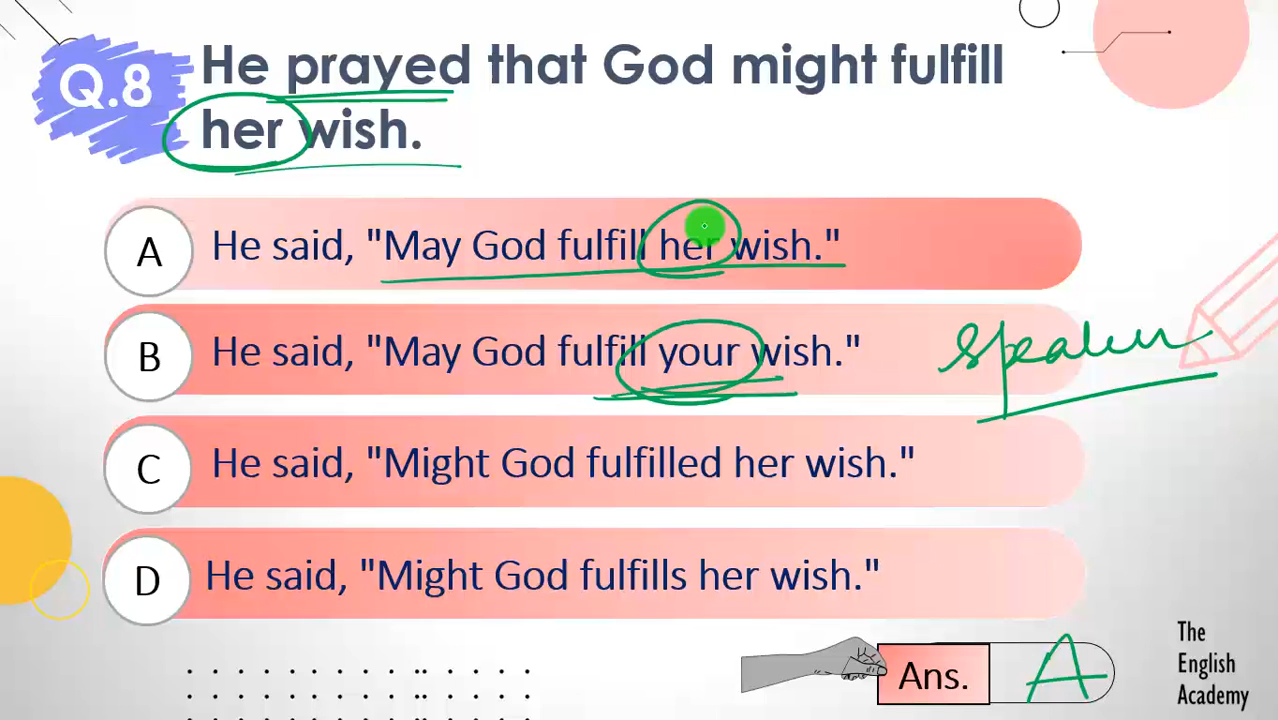 Q.8
He prayed that God might fulfill
her wish.
A
He said, "May God fulfill her wish."
B
He said, "May God fulfill your wish."
speaker
C
He said, "Might God fulfilled her wish."
D
He said, "Might God fulfills her wish."
Ans.
A
The
English
Academy